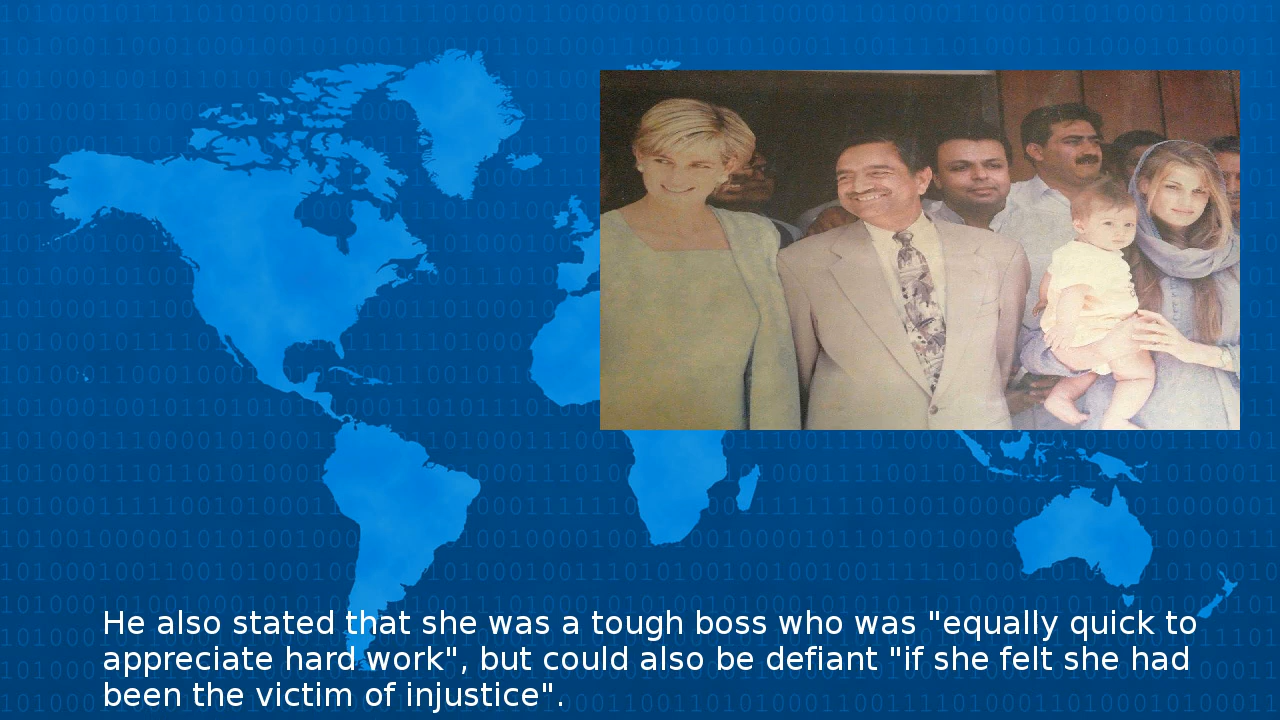 He also stated that she was a tough boss who was "equally quick to
appreciate hard work", but could also be defiant "if she felt she had
been the victim of injustice".